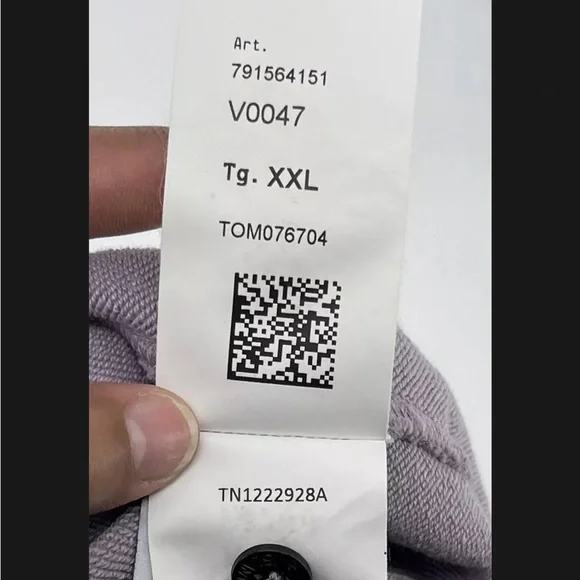 Art.
791564151
V0047
Tg. XXL
TOM076704
TN1222928A